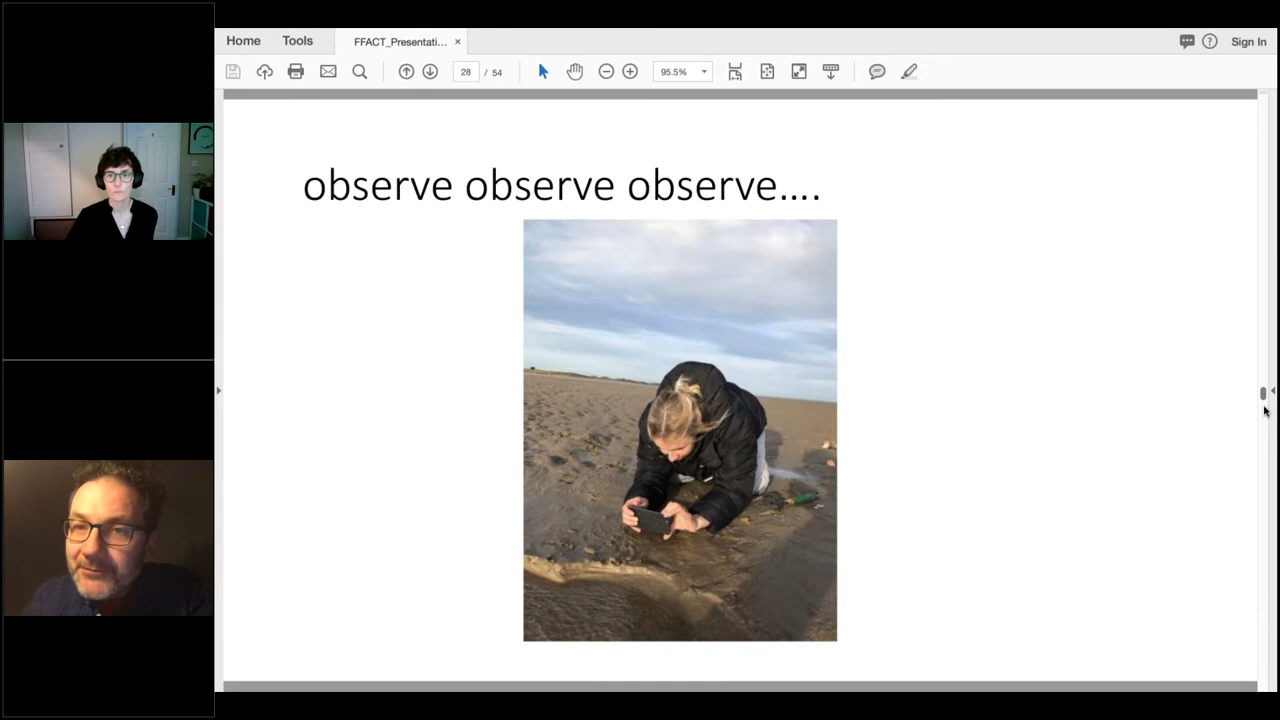 Home Tools FFACT_Presentati... × Sign In
28 / 54 95.5%
observe observe observe....